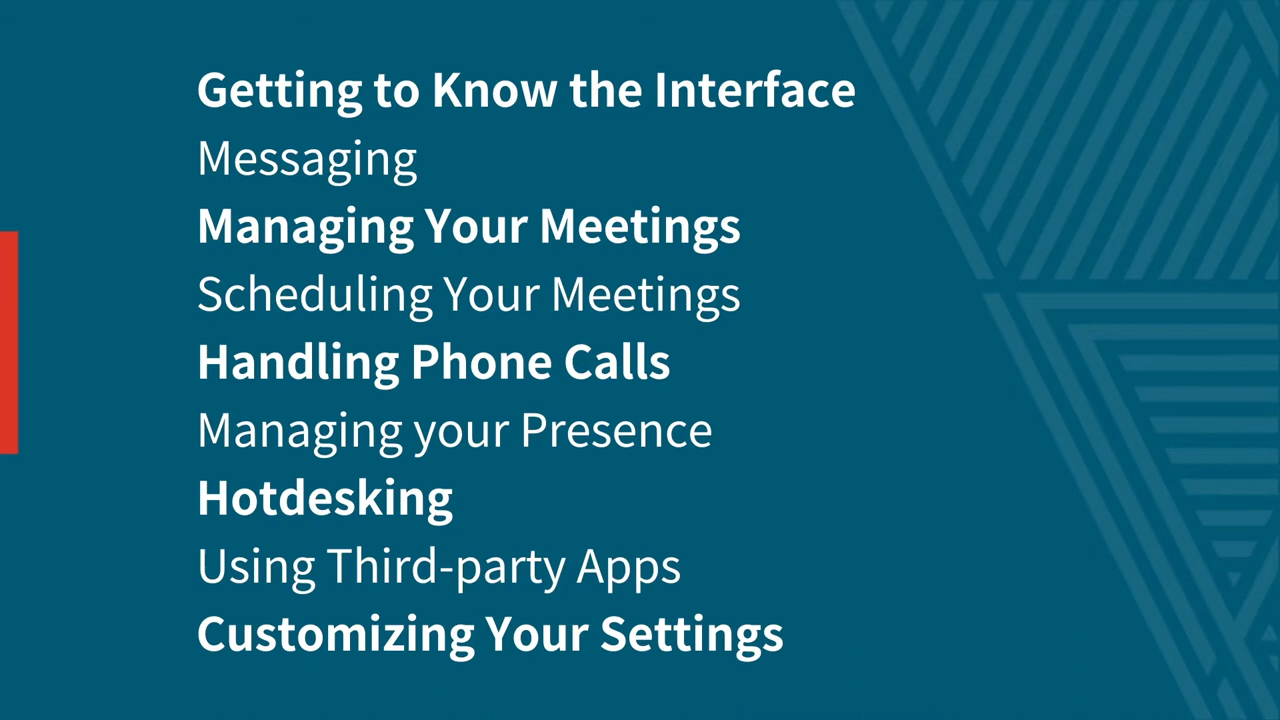 Getting to Know the Interface
Messaging
Managing Your Meetings
Scheduling Your Meetings
Handling Phone Calls
Managing your Presence
Hotdesking
Using Third-party Apps
Customizing Your Settings